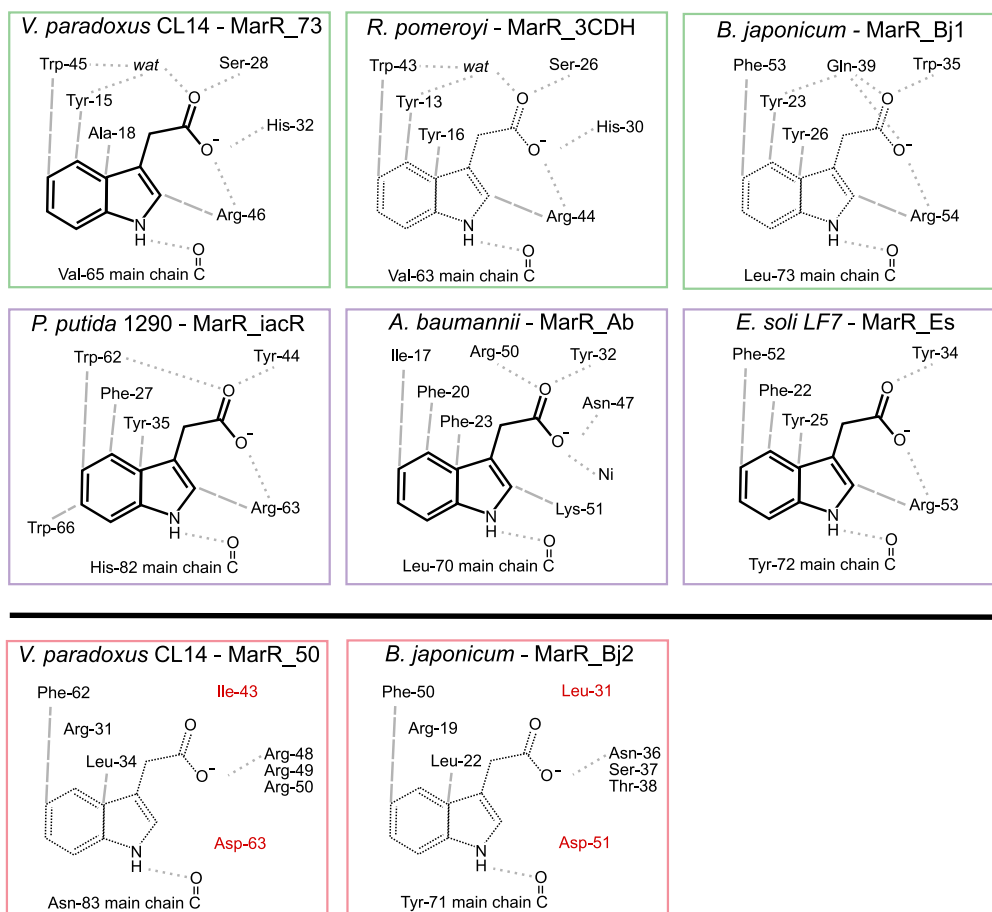 V. paradoxus CL14 - MarR_73
Trp-45
wat
Ser-28
Tyr-15
Ala-18
O
His-32
O-
Arg-46
N
H
O
Val-65 main chain C
R. pomeroyi - MarR_3CDH
Trp-43
wat
Ser-26
Tyr-13
Tyr-16
O
His-30
O-
Arg-44
N
H
O
Val-63 main chain C
B. japonicum - MarR_Bj1
Phe-53
Gln-39
Trp-35
Tyr-23
Tyr-26
O
O-
Arg-54
N
H
O
Leu-73 main chain C
P. putida 1290 - MarR_iacR
Trp-62
Tyr-44
Phe-27
Tyr-35
O
O-
Trp-66
Arg-63
N
H
O
His-82 main chain C
A. baumannii - MarR_Ab
Ile-17
Arg-50
Tyr-32
Phe-20
Phe-23
O
Asn-47
O-
Ni
Lys-51
N
H
O
Leu-70 main chain C
E. soli LF7 - MarR_Es
Phe-52
Tyr-34
Phe-22
Tyr-25
O
O-
Arg-53
N
H
O
Tyr-72 main chain C
V. paradoxus CL14 - MarR_50
Phe-62
Ile-43
Arg-31
O
Leu-34
O-
Arg-48
Arg-49
Arg-50
Asp-63
N
H
O
Asn-83 main chain C
B. japonicum - MarR_Bj2
Phe-50
Leu-31
Arg-19
O
Leu-22
O-
Asn-36
Ser-37
Thr-38
Asp-51
N
H
O
Tyr-71 main chain C